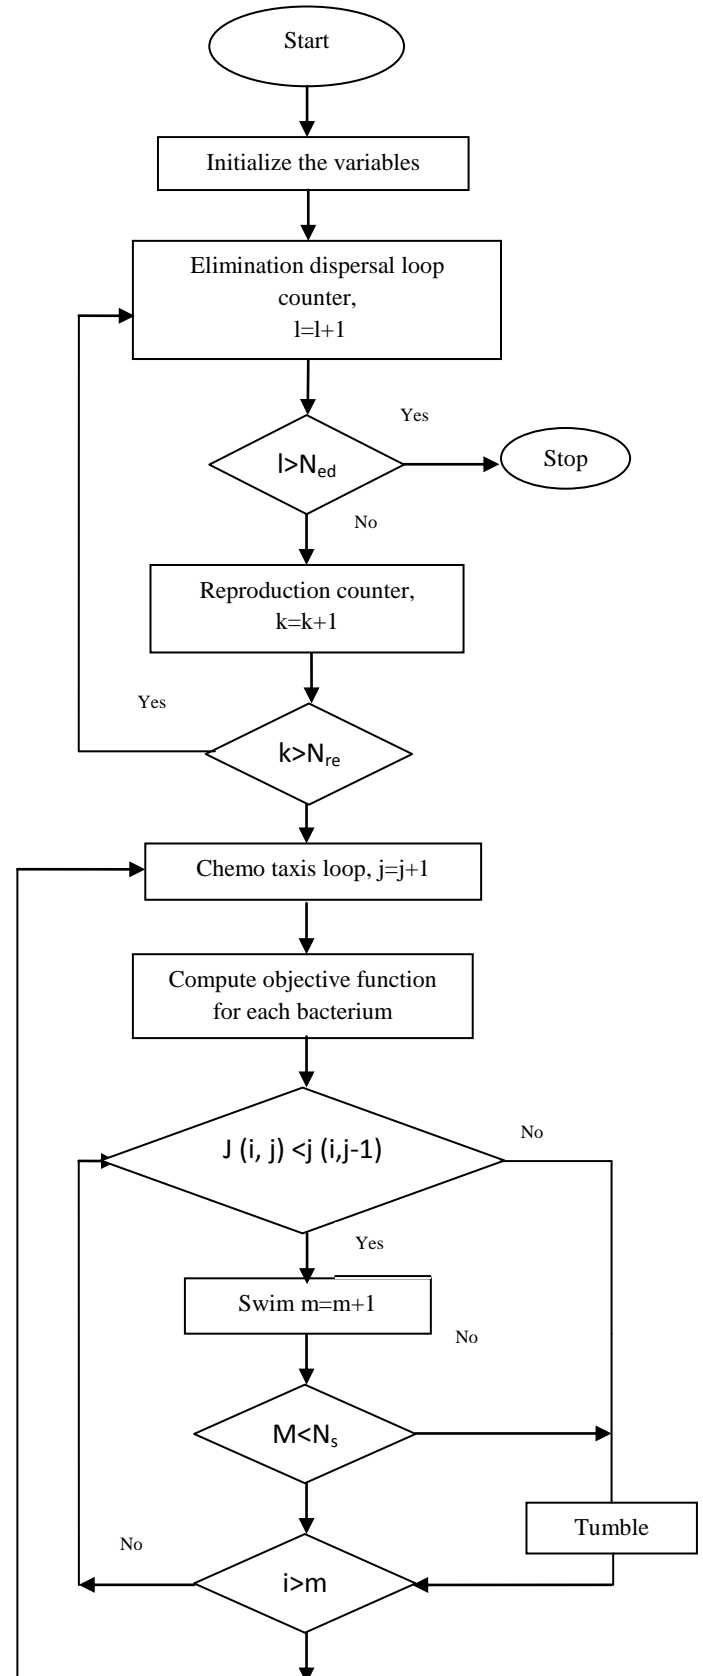 Start
Initialize the variables
Elimination dispersal loop
counter,
l=l+1
Yes
l>Ned
Stop
No
Reproduction counter,
k=k+1
Yes
k>Nre
Chemo taxis loop, j=j+1
Compute objective function
for each bacterium
J (i, j) <j (i,j-1)
No
Yes
Swim m=m+1
No
M<Ns
Tumble
No
i>m